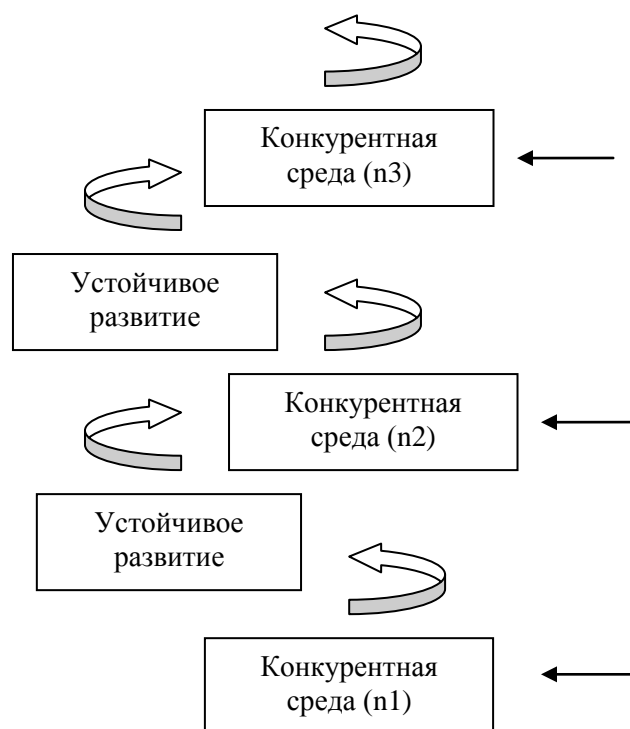 Конкурентная
среда (n3)
Устойчивое
развитие
Конкурентная
среда (n2)
Устойчивое
развитие
Конкурентная
среда (n1)